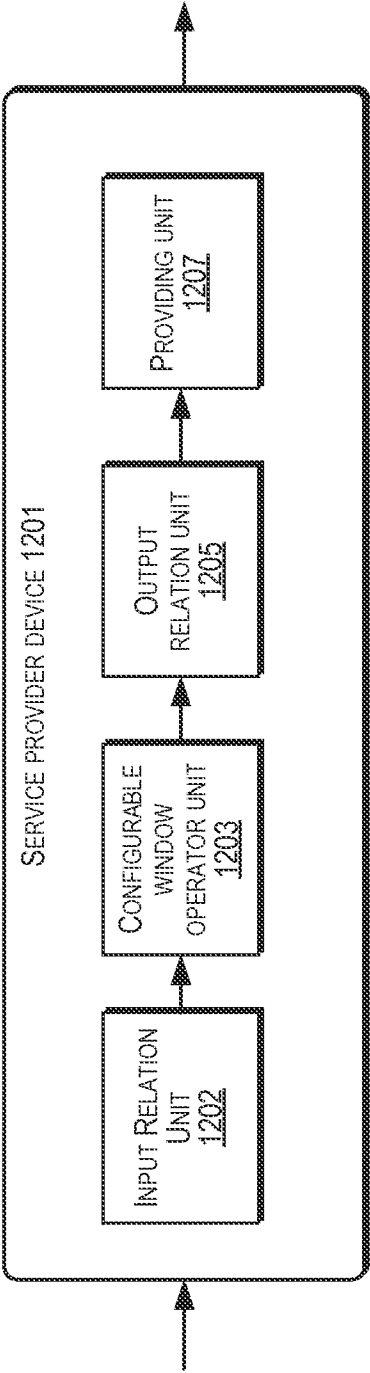 SERVICE PROVIDER DEVICE 1201
INPUT RELATION
UNIT
1202
CONFIGURABLE
WINDOW
OPERATOR UNIT
1203
OUTPUT
RELATION UNIT
1205
PROVIDING UNIT
1207